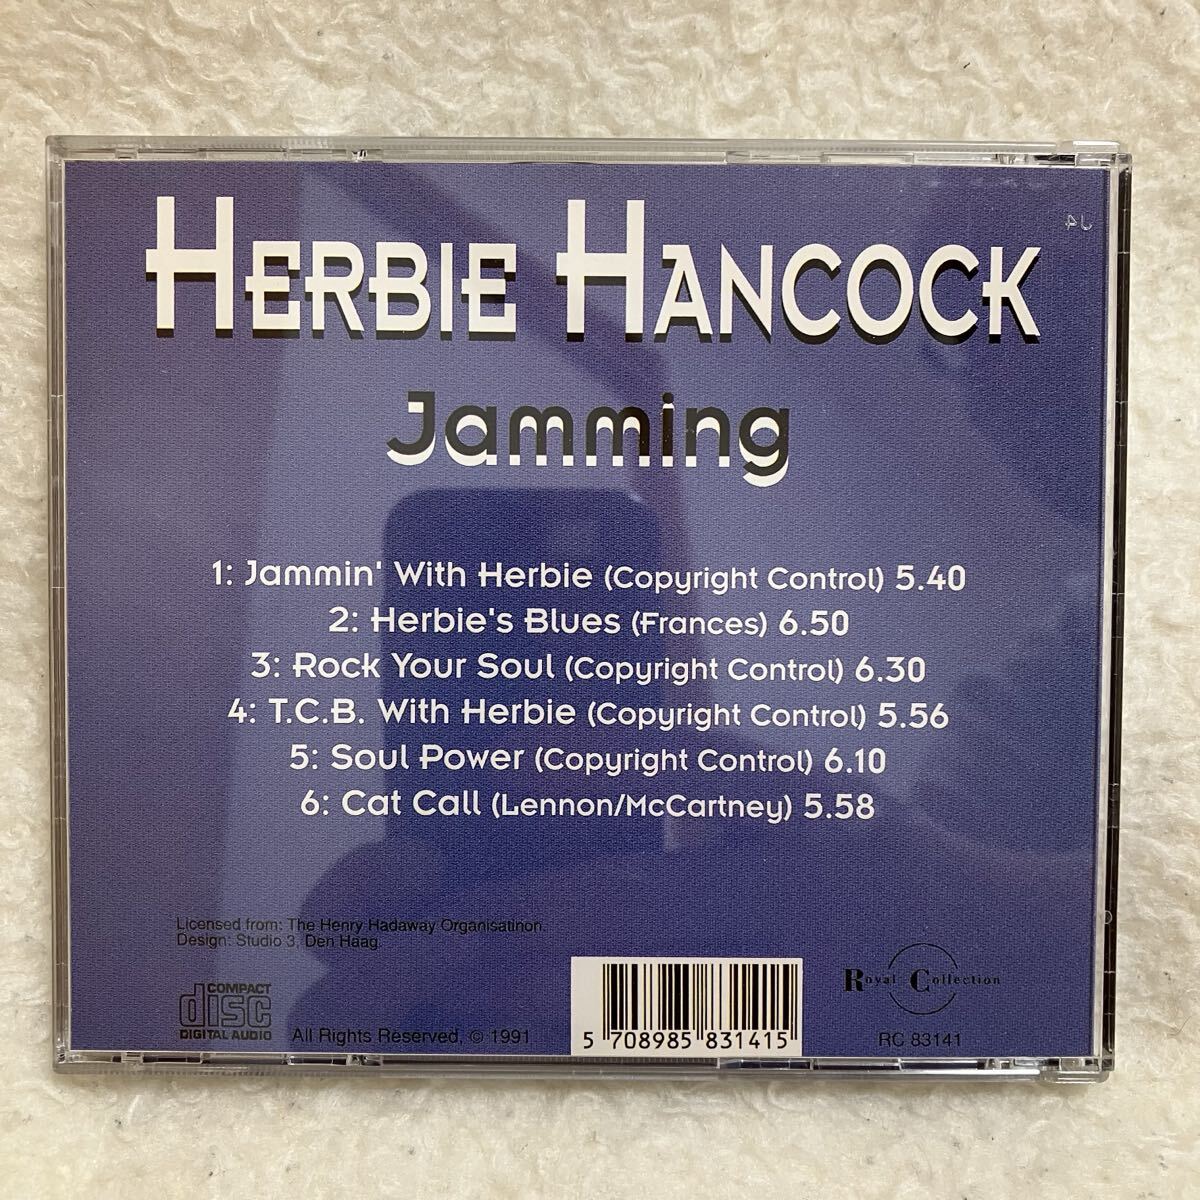 HERBIE HANCOCK
Jamming
1: Jammin' With Herbie (Copyright Control) 5.40
2: Herbie's Blues (Frances) 6.50
3: Rock Your Soul (Copyright Control) 6.30
4: T.C.B. With Herbie (Copyright Control) 5.56
5: Soul Power (Copyright Control) 6.10
6: Cat Call (Lennon/McCartney) 5.58
Licensed from: The Henry Hadaway Organisatinon.
Design: Studio 3, Den Haag.
COMPACT
disc
DIGITAL AUDIO
All Rights Reserved, © 1991
5 708985 831415
Royal Collection
RC 83141